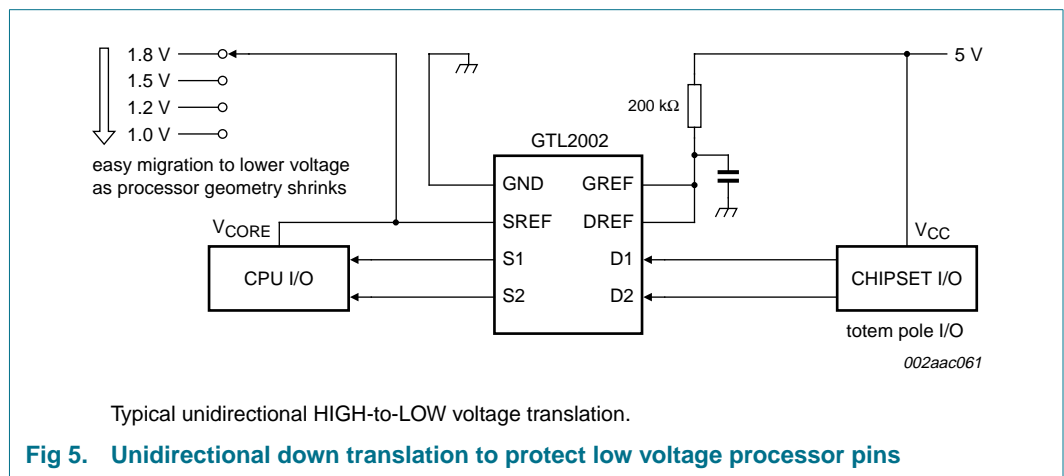 1.8 V
1.5 V
1.2 V
1.0 V
easy migration to lower voltage
as processor geometry shrinks
5 V
200 kΩ
GTL2002
GND
GREF
SREF
DREF
S1
D1
S2
D2
VCORE
CPU I/O
VCC
CHIPSET I/O
totem pole I/O
002aac061
Typical unidirectional HIGH-to-LOW voltage translation.
Fig 5. Unidirectional down translation to protect low voltage processor pins